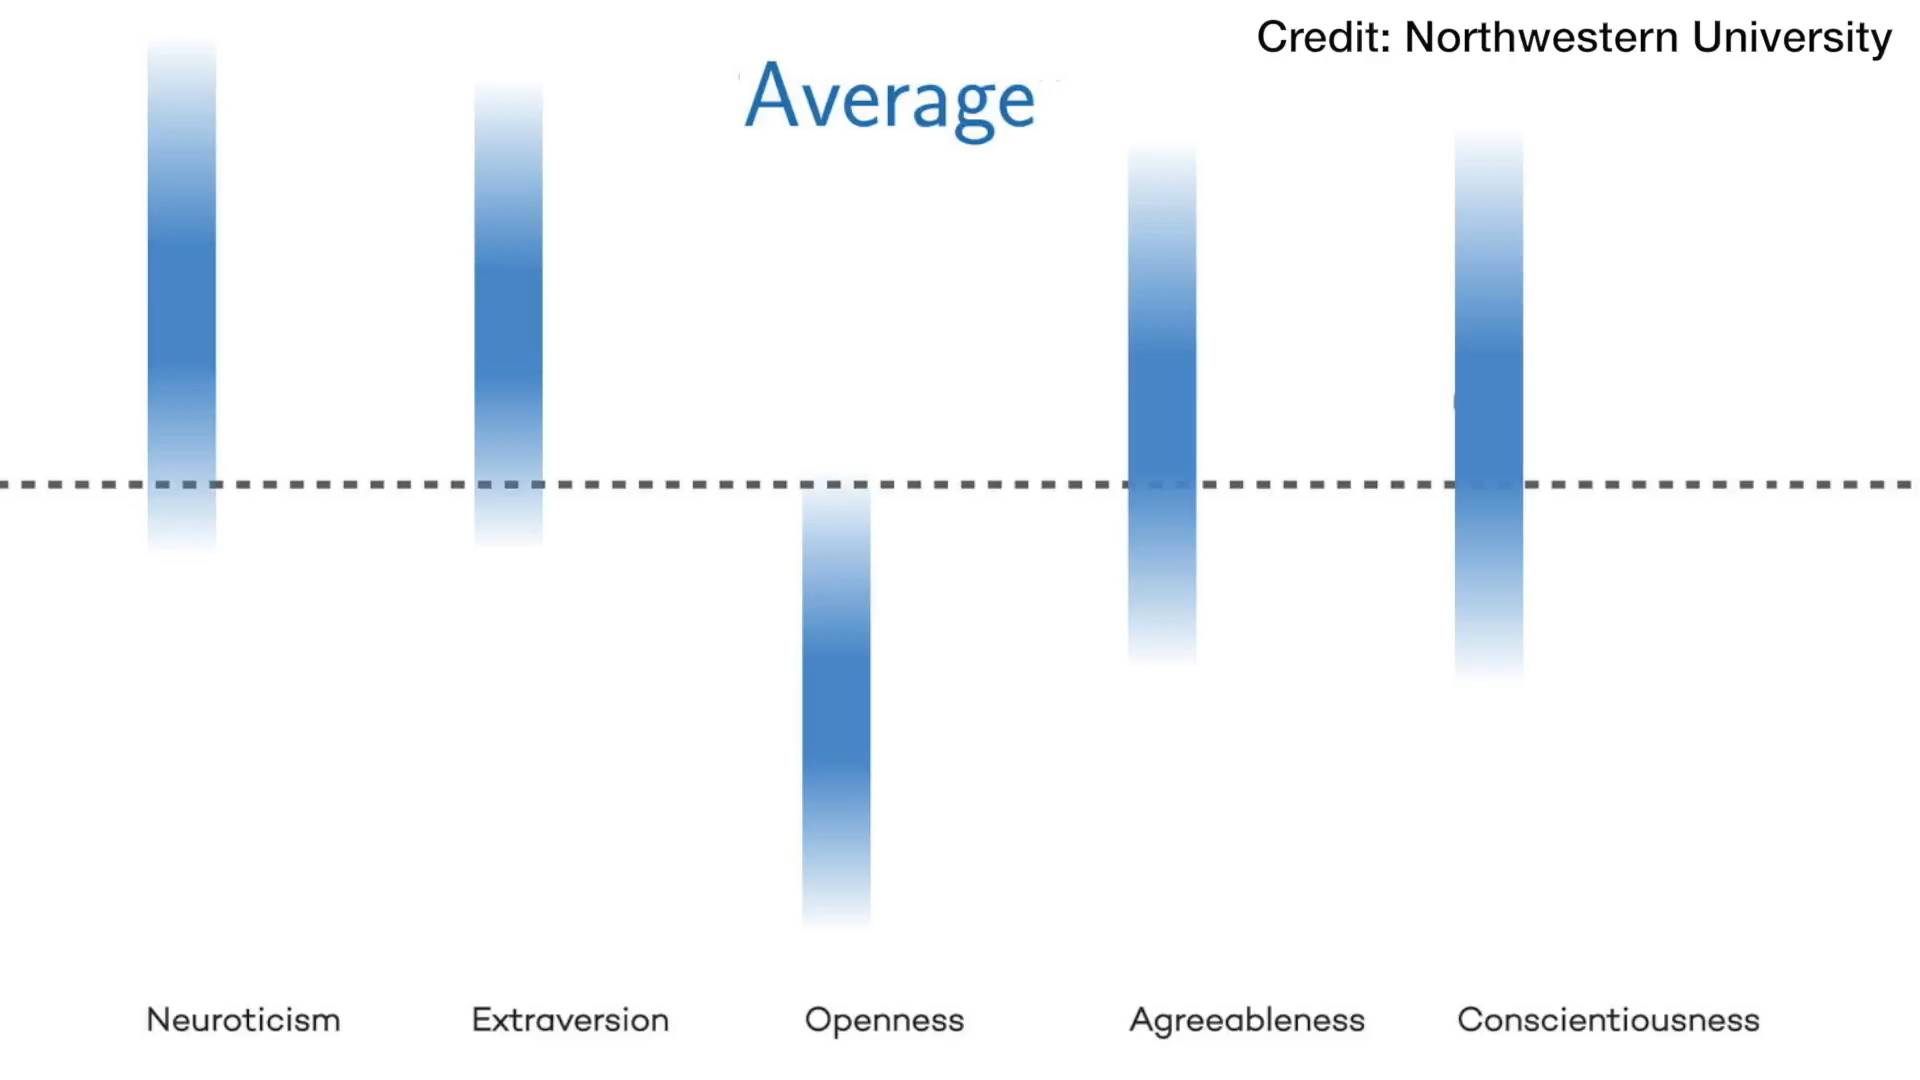 Credit: Northwestern University
Average
Neuroticism Extraversion Openness Agreeableness Conscientiousness